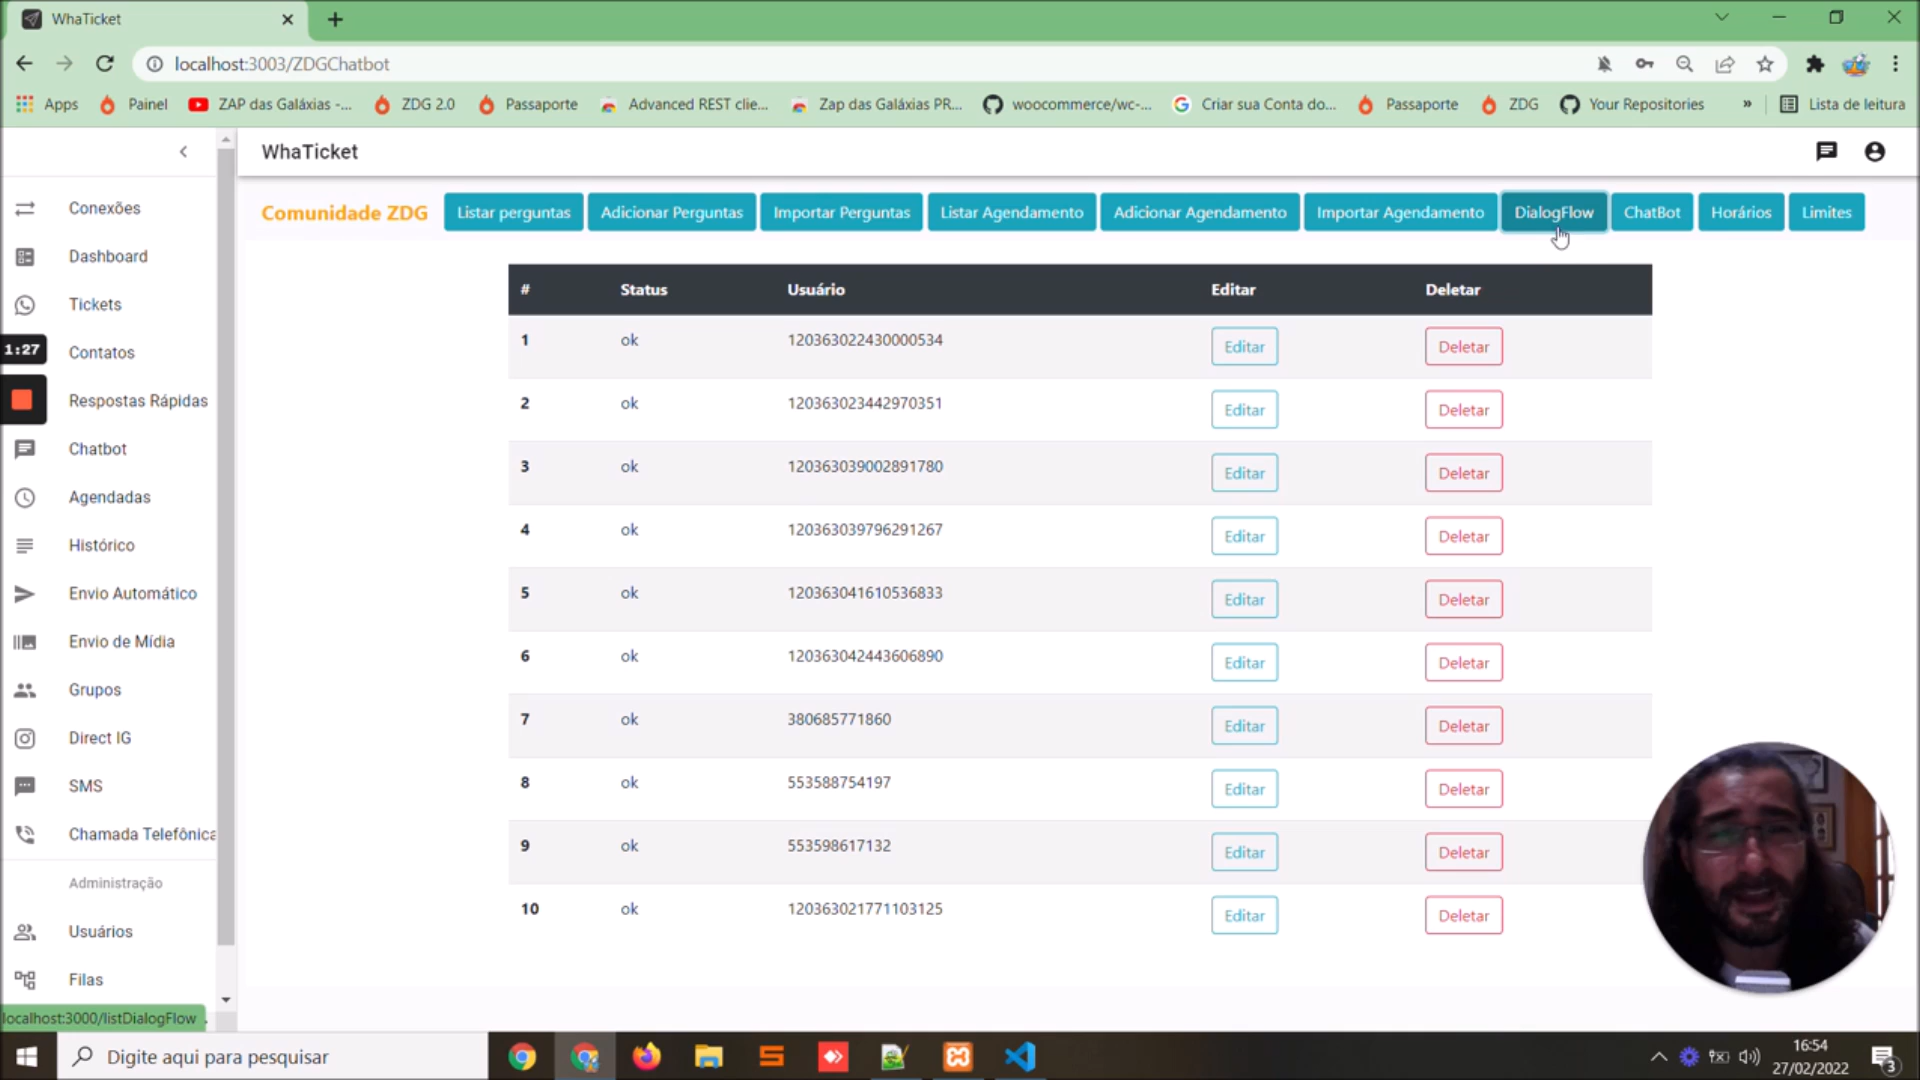 WhaTicket
localhost:3003/ZDGChatbot
Apps Painel ZAP das Galáxias -... ZDG 2.0 Passaporte Advanced REST clie... Zap das Galáxias PR... woocommerce/wc-... Criar sua Conta do... Passaporte ZDG Your Repositories » Lista de leitura
WhaTicket
Conexões
Dashboard
Tickets
1:27
Contatos
Respostas Rápidas
Chatbot
Agendadas
Histórico
Envio Automático
Envio de Mídia
Grupos
Direct IG
SMS
Chamada Telefônica
Administração
Usuários
Filas
Comunidade ZDG Listar perguntas Adicionar Perguntas Importar Perguntas Listar Agendamento Adicionar Agendamento Importar Agendamento DialogFlow ChatBot Horários Limites
# Status Usuário Editar Deletar
1 ok 120363022430000534 Editar Deletar
2 ok 120363023442970351 Editar Deletar
3 ok 120363039002891780 Editar Deletar
4 ok 120363039796291267 Editar Deletar
5 ok 120363041610536833 Editar Deletar
6 ok 120363042443606890 Editar Deletar
7 ok 380685771860 Editar Deletar
8 ok 553588754197 Editar Deletar
9 ok 553598617132 Editar Deletar
10 ok 120363021771103125 Editar Deletar
localhost:3000/listDialogFlow
Digite aqui para pesquisar
16:54
27/02/2022
3